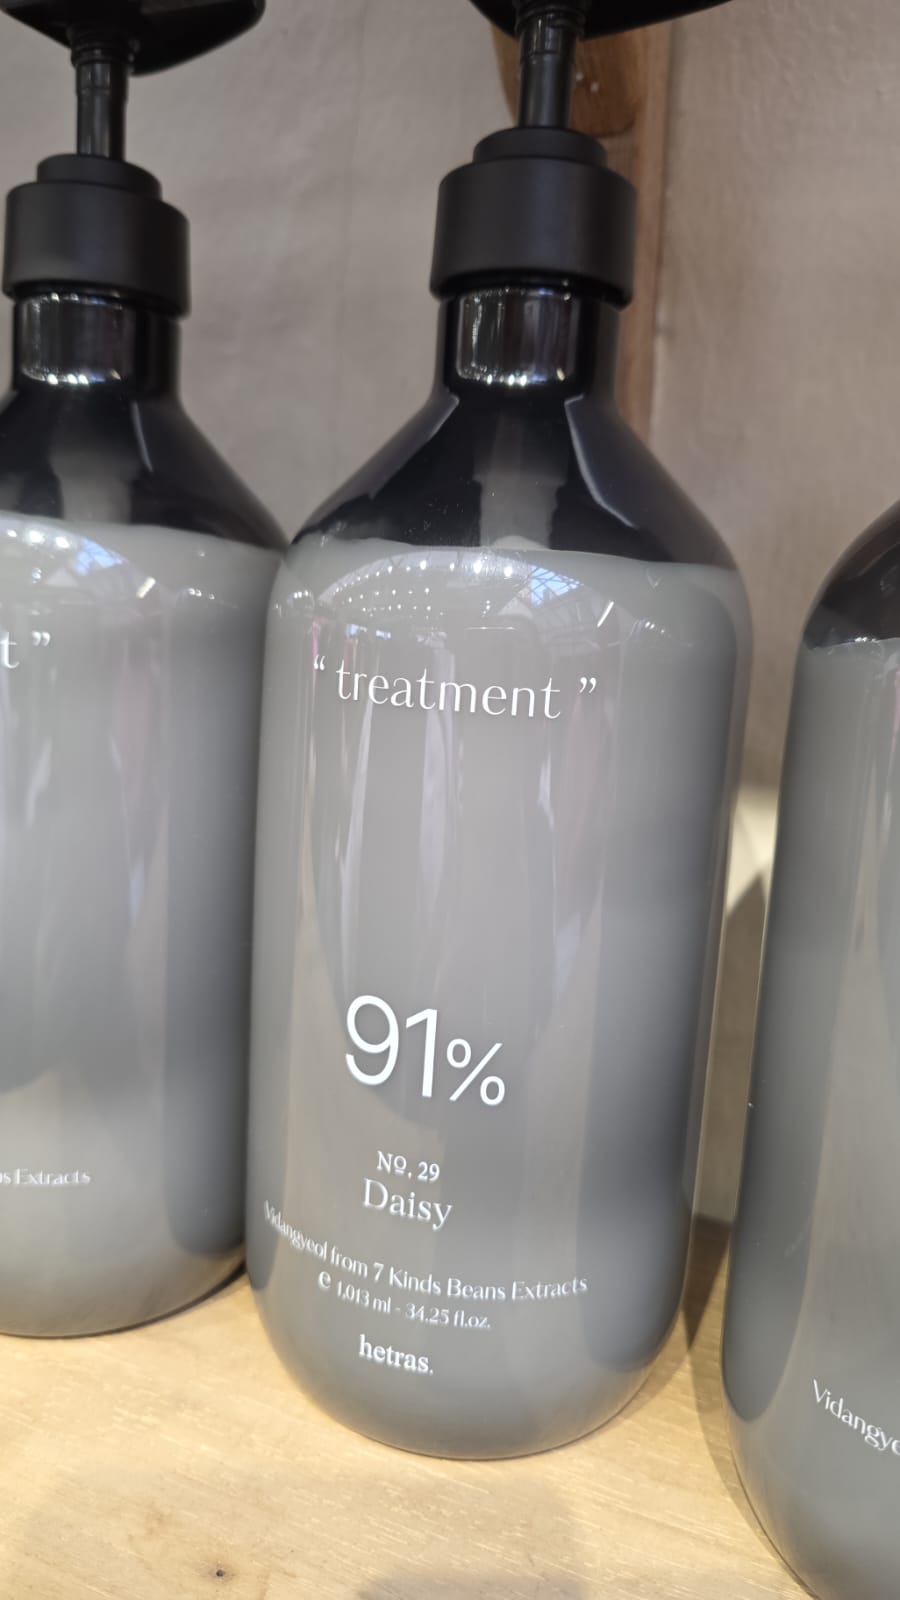 “ treatment ”
91%
Nº. 29
Daisy
Vidangyeol from 7 Kinds Beans Extracts
e 1,013 ml - 34.25 fl.oz.
hetras.
t ”
Extracts